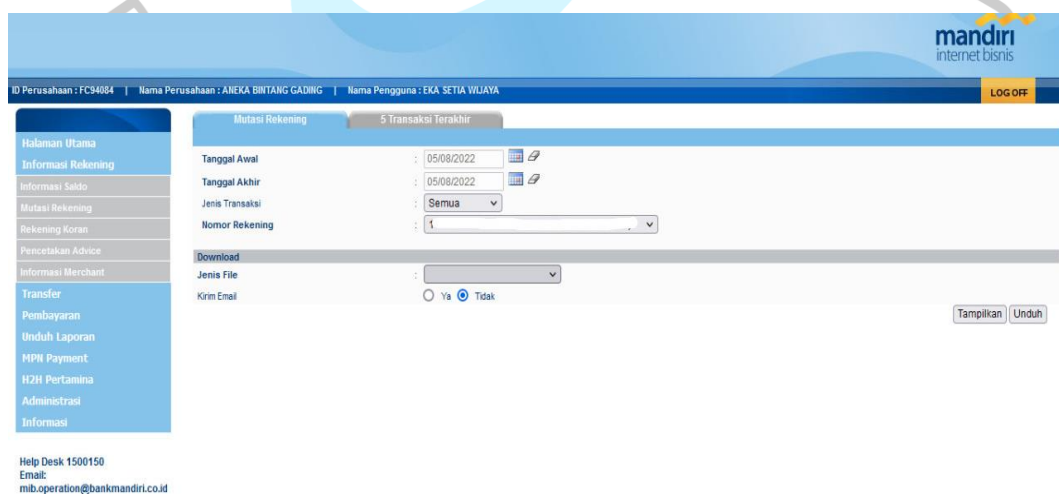 mandiri
internet bisnis
ID Perusahaan : FC94084 | Nama Perusahaan : ANEKA BINTANG GADING | Nama Pengguna : EKA SETIA WIJAYA
LOG OFF
Mutasi Rekening 5 Transaksi Terakhir
Halaman Utama
Informasi Rekening
Informasi Saldo
Mutasi Rekening
Rekening Koran
Pencetakan Advice
Informasi Merchant
Transfer
Pembayaran
Unduh Laporan
MPN Payment
H2H Pertamina
Administrasi
Informasi
Tanggal Awal : 05/08/2022
Tanggal Akhir : 05/08/2022
Jenis Transaksi : Semua
Nomor Rekening : 1
Download
Jenis File :
Kirim Email Ya Tidak
Tampilkan Unduh
Help Desk 1500150
Email:
mib.operation@bankmandiri.co.id